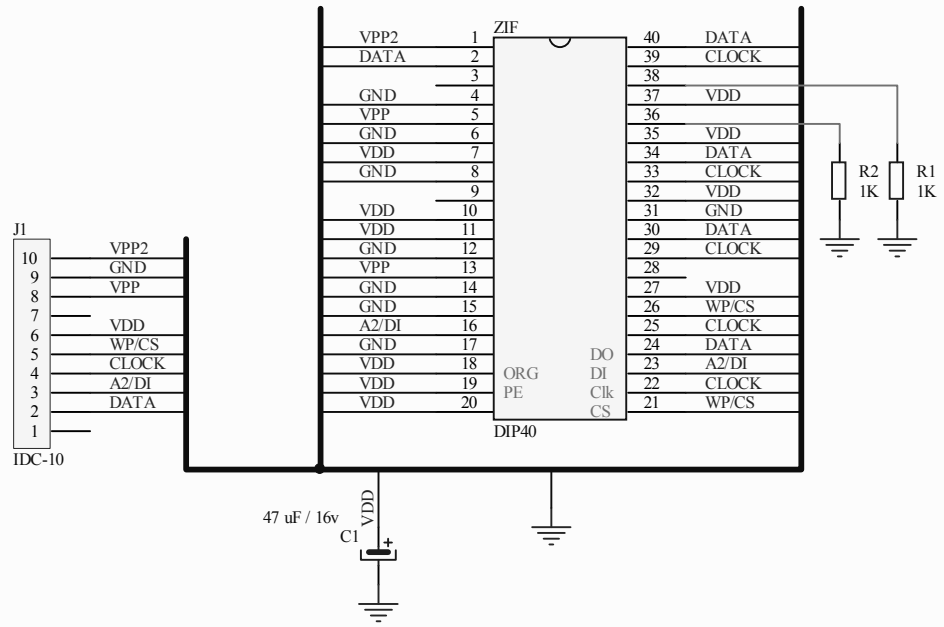 ZIF
VPP2 1 40 DATA
DATA 2 39 CLOCK
3 38
GND 4 37 VDD
VPP 5 36
GND 6 35 VDD
VDD 7 34 DATA
GND 8 33 CLOCK
9 32 VDD
VDD 10 31 GND
VDD 11 30 DATA
GND 12 29 CLOCK
VPP 13 28
GND 14 27 VDD
GND 15 26 WP/CS
A2/DI 16 25 CLOCK
GND 17 DO 24 DATA
VDD 18 ORG DI 23 A2/DI
VDD 19 PE Clk 22 CLOCK
VDD 20 CS 21 WP/CS
DIP40
R2
1K
R1
1K
J1
10 VPP2
9 GND
8 VPP
7
6 VDD
5 WP/CS
4 CLOCK
3 A2/DI
2 DATA
1
IDC-10
VDD
47 uF / 16v
C1
+